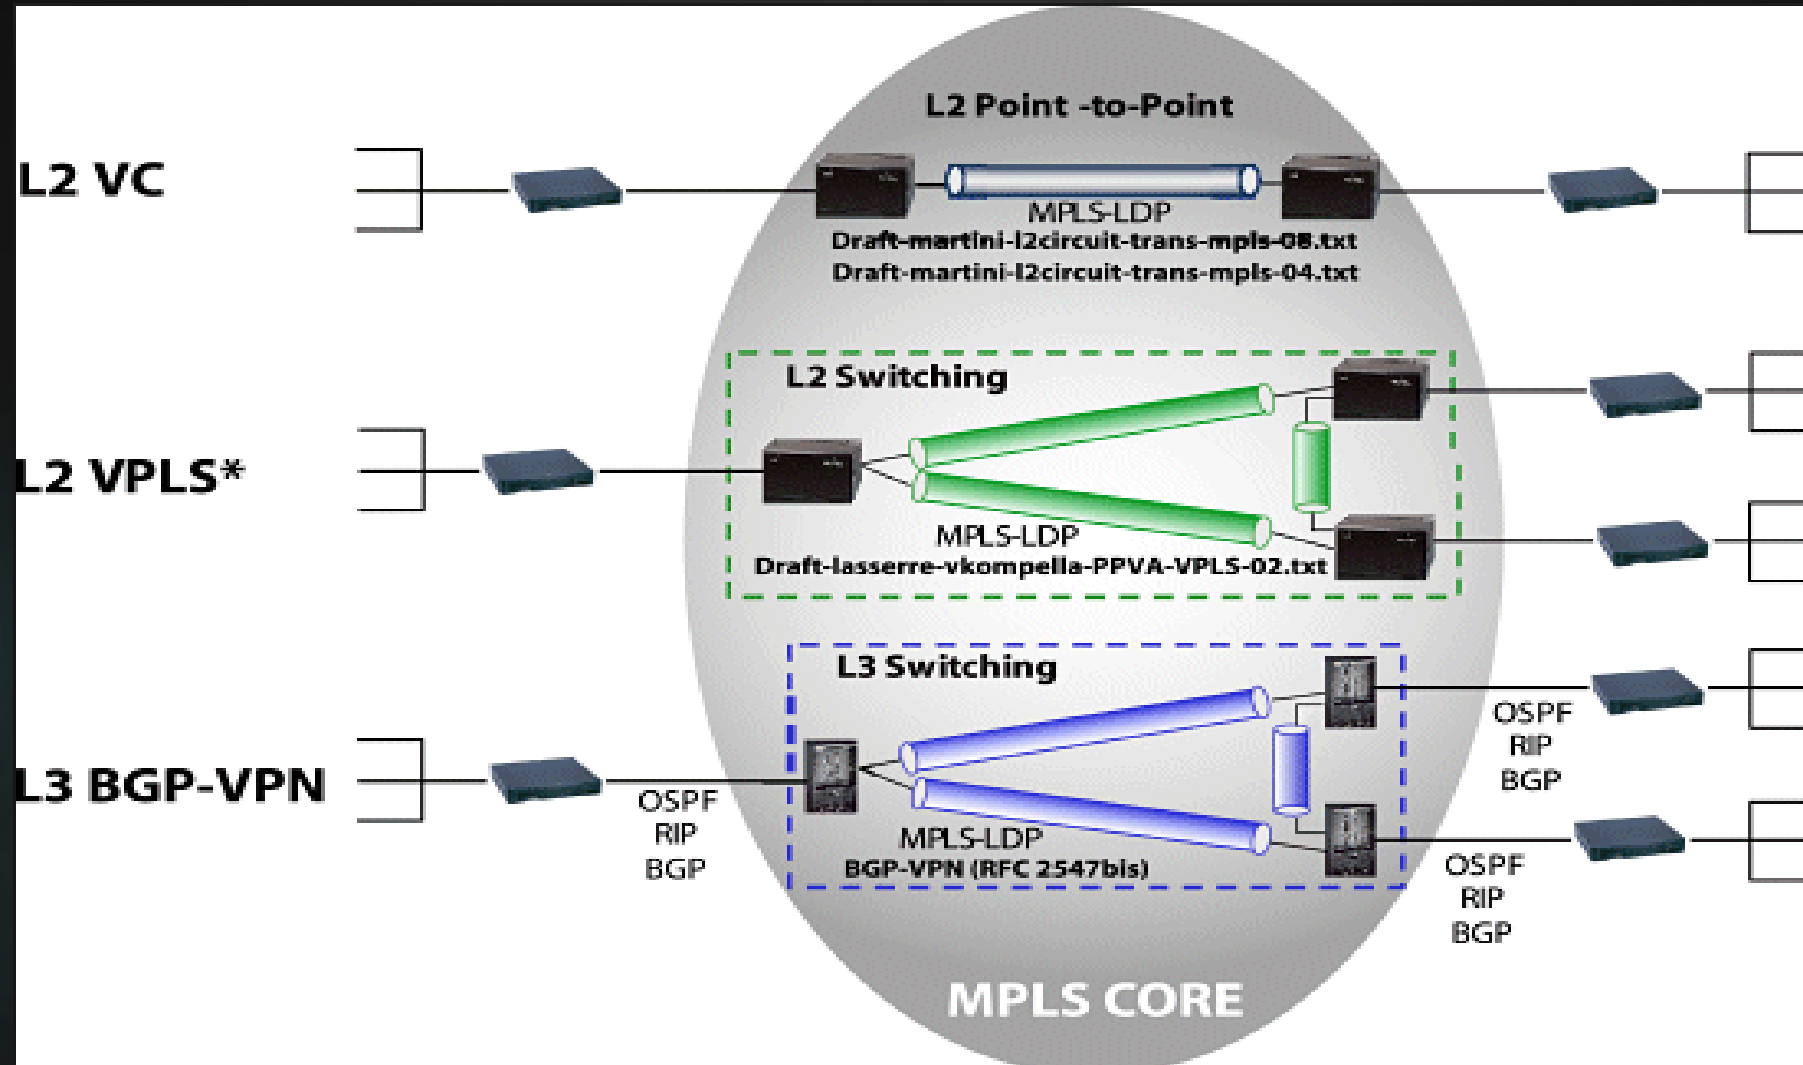 L2 Point -to-Point
L2 VC
MPLS-LDP
Draft-martini-l2circuit-trans-mpls-08.txt
Draft-martini-l2circuit-trans-mpls-04.txt
L2 Switching
L2 VPLS*
MPLS-LDP
Draft-lasserre-vkompella-PPVA-VPLS-02.txt
L3 Switching
L3 BGP-VPN
OSPF
RIP
BGP
MPLS-LDP
BGP-VPN (RFC 2547bis)
OSPF
RIP
BGP
OSPF
RIP
BGP
MPLS CORE